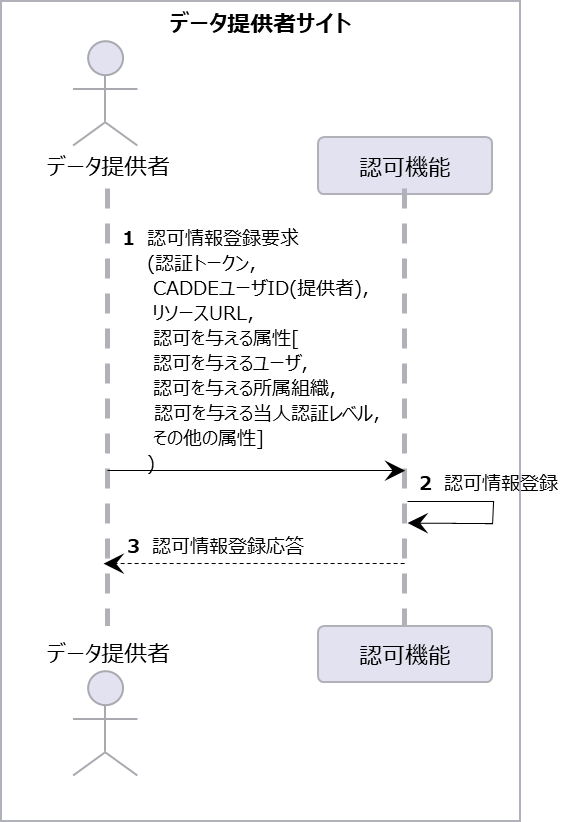 データ提供者サイト
データ提供者
認可機能
1 認可情報登録要求
(認証トークン,
CADDEユーザID(提供者),
リソースURL,
認可を与える属性[
認可を与えるユーザ,
認可を与える所属組織,
認可を与える当人認証レベル,
その他の属性]
)
2 認可情報登録
3 認可情報登録応答
データ提供者
認可機能